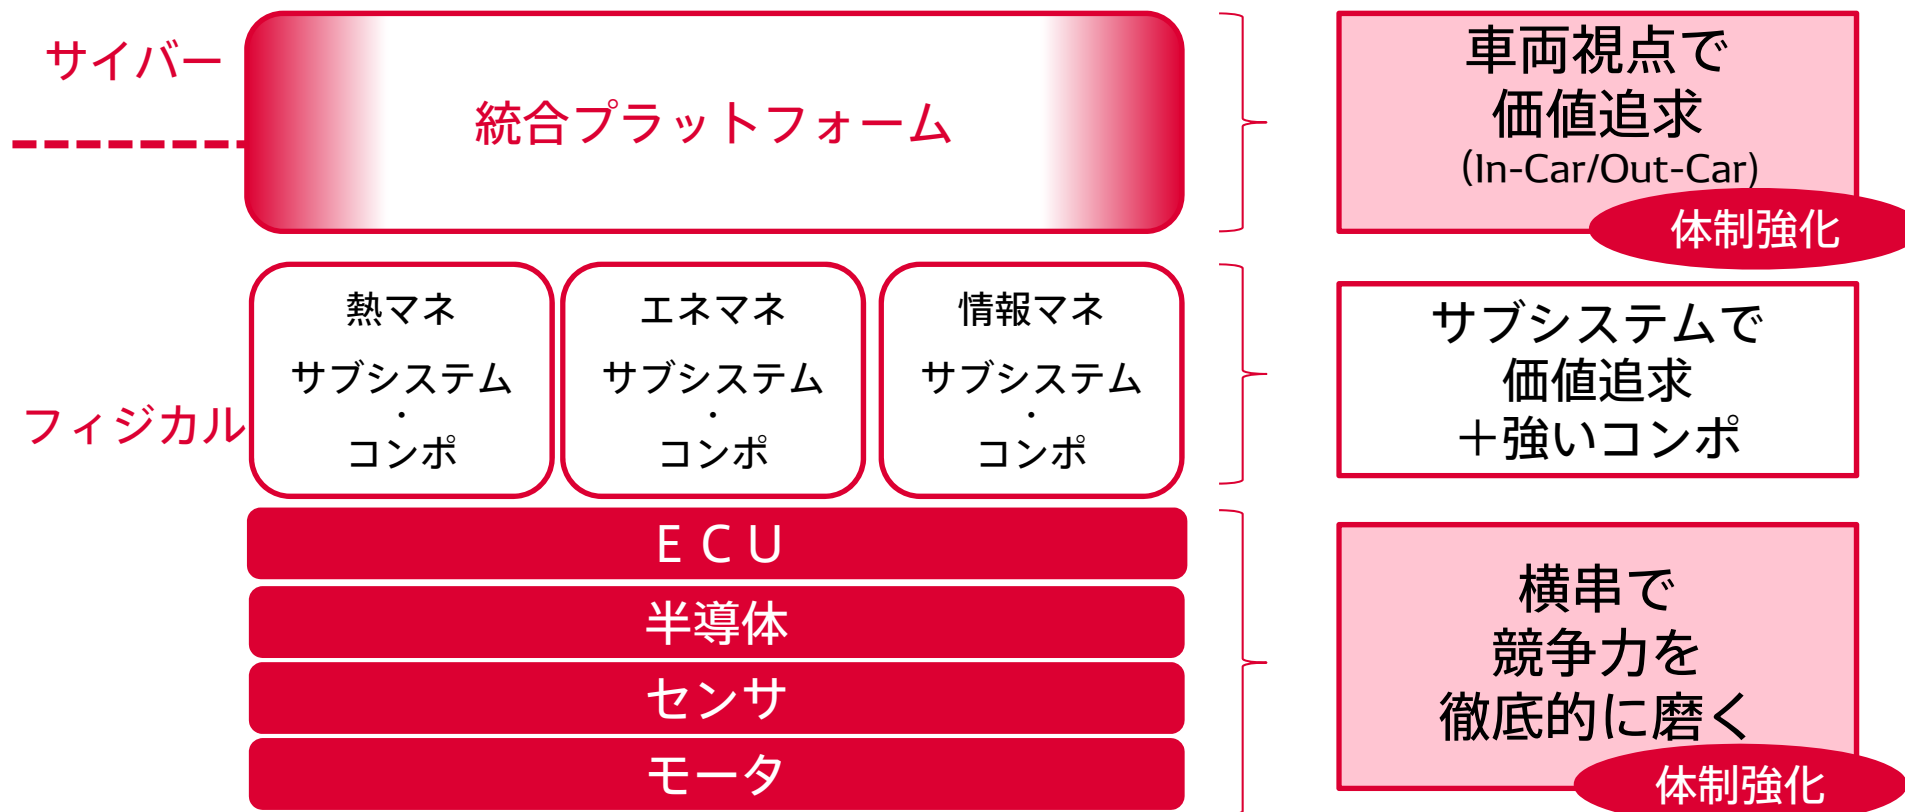 サイバー
統合プラットフォーム
車両視点で
価値追求
(In-Car/Out-Car)
体制強化
フィジカル
熱マネ
サブシステム
・
コンポ
エネマネ
サブシステム
・
コンポ
情報マネ
サブシステム
・
コンポ
サブシステムで
価値追求
＋強いコンポ
ＥＣＵ
半導体
センサ
モータ
横串で
競争力を
徹底的に磨く
体制強化